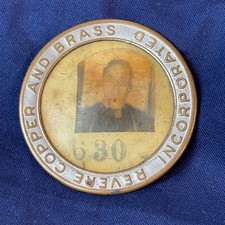 REVERE COPPER AND BRASS INCORPORATED
630